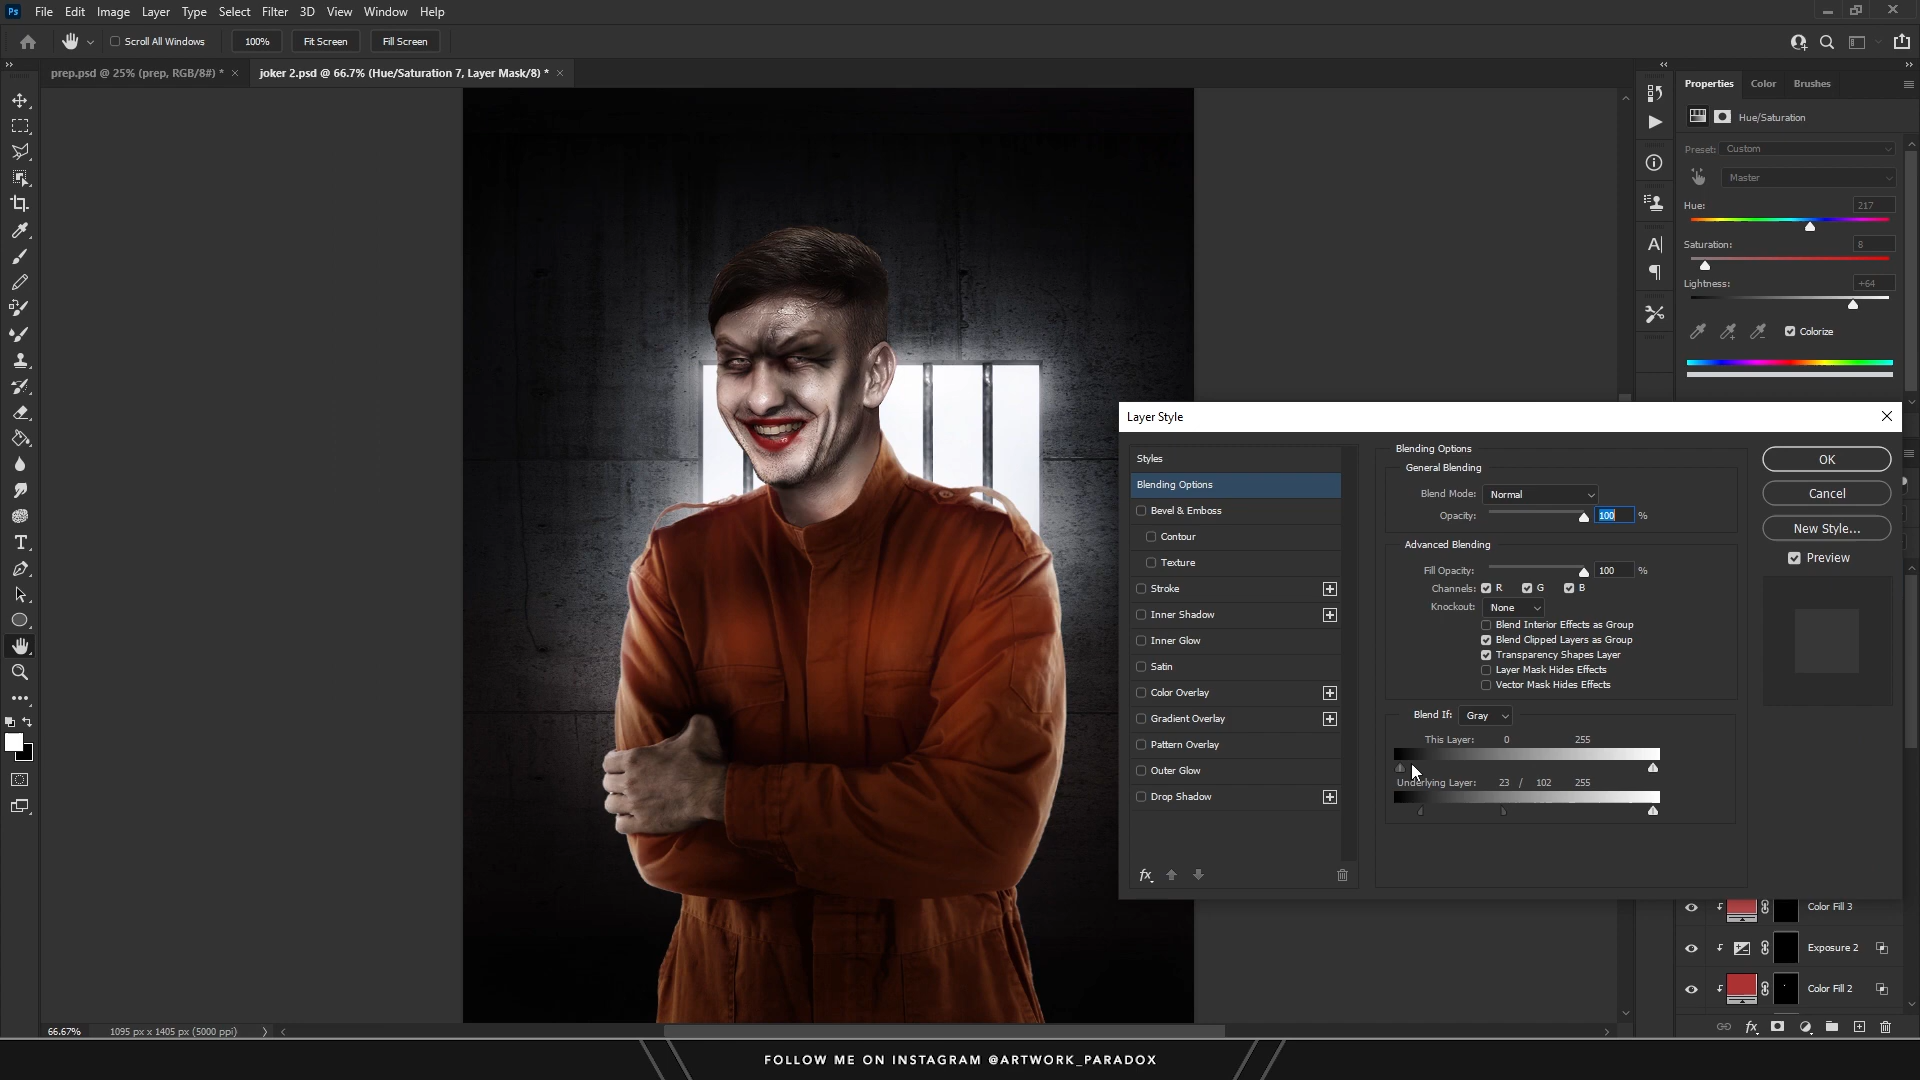 Ps File Edit Image Layer Type Select Filter 3D View Window Help
Scroll All Windows 100% Fit Screen Fill Screen
prep.psd @ 25% (prep, RGB/8#) * × joker 2.psd @ 66.7% (Hue/Saturation 7, Layer Mask/8) * ×
Properties Color Brushes
Hue/Saturation
Preset: Custom
Master
Hue: 217
Saturation: 8
Lightness: +64
Colorize
Layer Style
Styles
Blending Options
Bevel & Emboss
Contour
Texture
Stroke
Inner Shadow
Inner Glow
Satin
Color Overlay
Gradient Overlay
Pattern Overlay
Outer Glow
Drop Shadow
fx
Blending Options
General Blending
Blend Mode: Normal
Opacity: 100 %
Advanced Blending
Fill Opacity: 100 %
Channels: R G B
Knockout: None
Blend Interior Effects as Group
Blend Clipped Layers as Group
Transparency Shapes Layer
Layer Mask Hides Effects
Vector Mask Hides Effects
Blend If: Gray
This Layer: 0 255
Underlying Layer: 23 / 102 255
OK
Cancel
New Style...
Preview
Color Fill 3
Exposure 2
Color Fill 2
fx
66.67% 1095 px x 1405 px (5000 ppi)
FOLLOW ME ON INSTAGRAM @ARTWORK_PARADOX